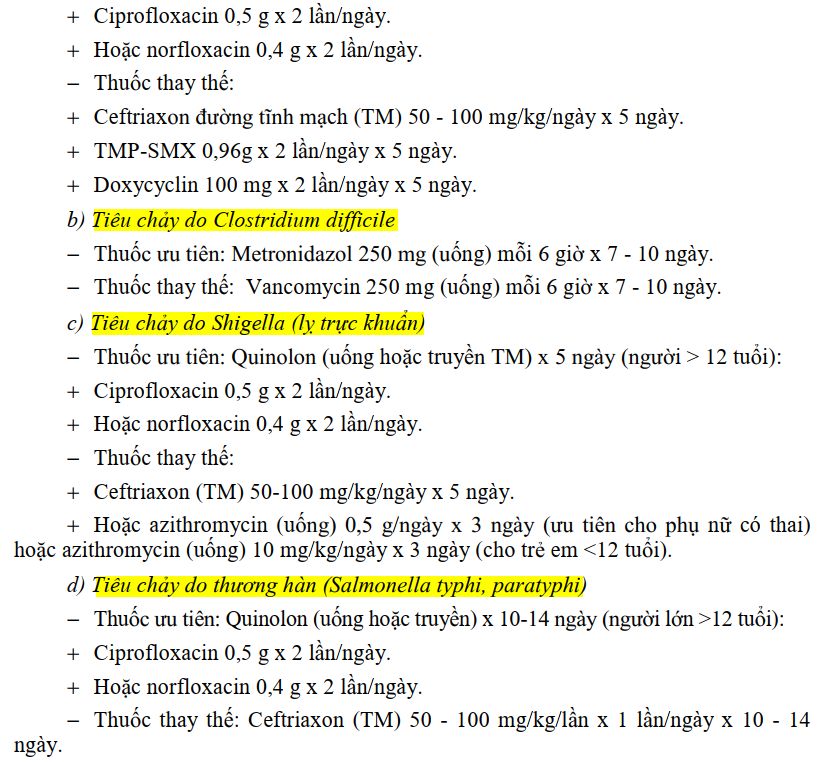 + Ciprofloxacin 0,5 g x 2 lần/ngày.
+ Hoặc norfloxacin 0,4 g x 2 lần/ngày.
− Thuốc thay thế:
+ Ceftriaxon đường tĩnh mạch (TM) 50 - 100 mg/kg/ngày x 5 ngày.
+ TMP-SMX 0,96g x 2 lần/ngày x 5 ngày.
+ Doxycyclin 100 mg x 2 lần/ngày x 5 ngày.
b) Tiêu chảy do Clostridium difficile
− Thuốc ưu tiên: Metronidazol 250 mg (uống) mỗi 6 giờ x 7 - 10 ngày.
− Thuốc thay thế: Vancomycin 250 mg (uống) mỗi 6 giờ x 7 - 10 ngày.
c) Tiêu chảy do Shigella (lỵ trực khuẩn)
− Thuốc ưu tiên: Quinolon (uống hoặc truyền TM) x 5 ngày (người > 12 tuổi):
+ Ciprofloxacin 0,5 g x 2 lần/ngày.
+ Hoặc norfloxacin 0,4 g x 2 lần/ngày.
− Thuốc thay thế:
+ Ceftriaxon (TM) 50-100 mg/kg/ngày x 5 ngày.
+ Hoặc azithromycin (uống) 0,5 g/ngày x 3 ngày (ưu tiên cho phụ nữ có thai)
hoặc azithromycin (uống) 10 mg/kg/ngày x 3 ngày (cho trẻ em <12 tuổi).
d) Tiêu chảy do thương hàn (Salmonella typhi, paratyphi)
− Thuốc ưu tiên: Quinolon (uống hoặc truyền) x 10-14 ngày (người lớn >12 tuổi):
+ Ciprofloxacin 0,5 g x 2 lần/ngày.
+ Hoặc norfloxacin 0,4 g x 2 lần/ngày.
− Thuốc thay thế: Ceftriaxon (TM) 50 - 100 mg/kg/lần x 1 lần/ngày x 10 - 14
ngày.